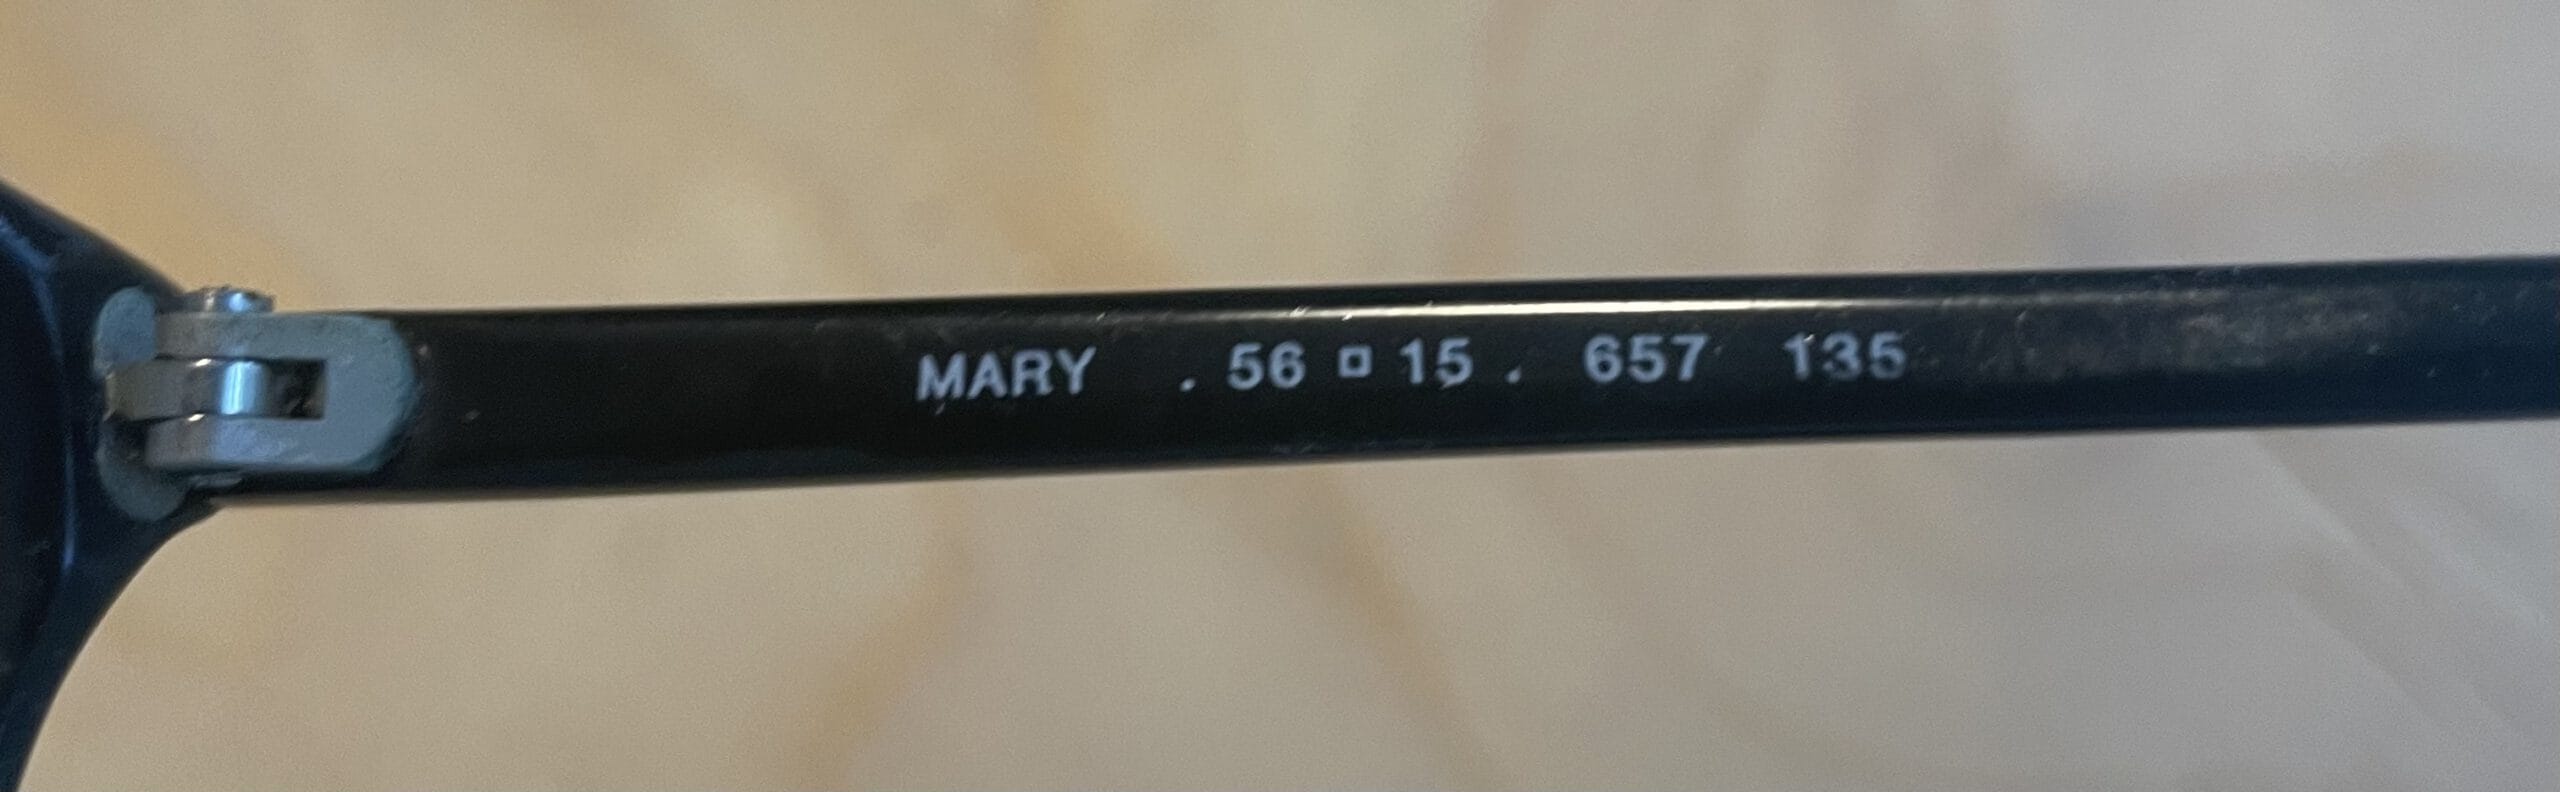 MARY . 56 □ 15 . 657 135